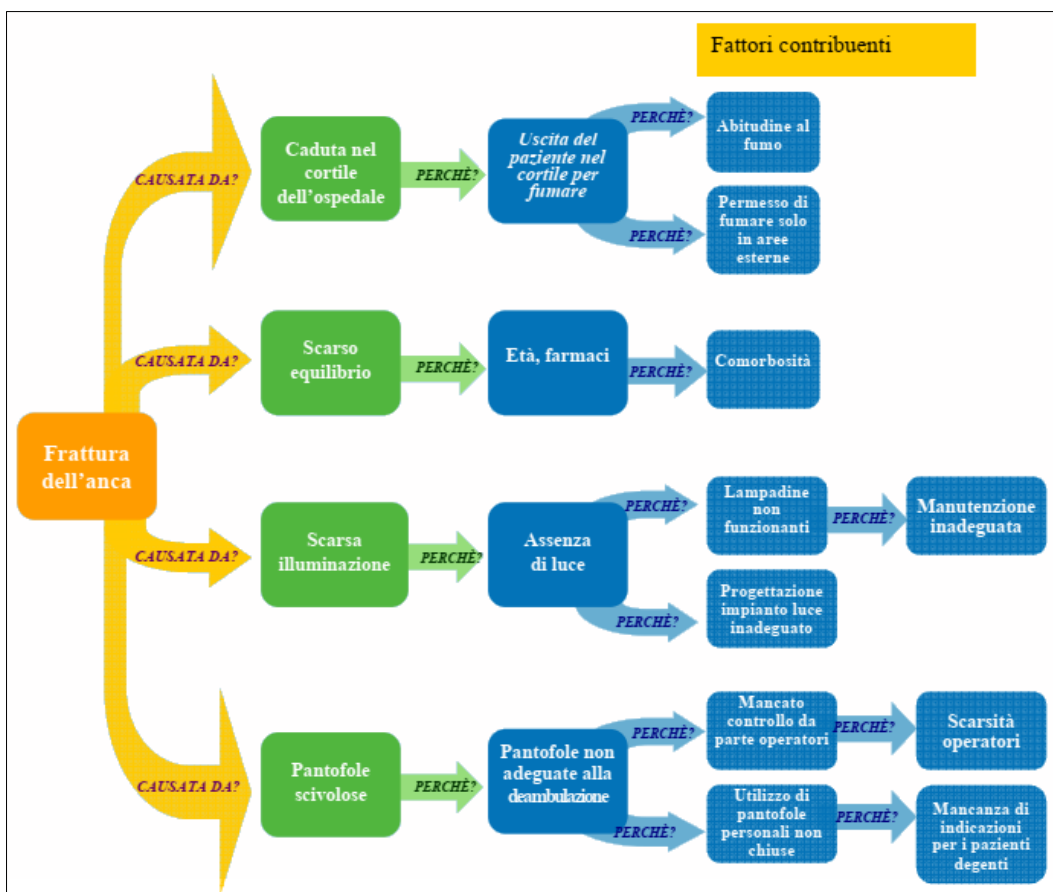 Fattori contribuenti
Frattura
dell'anca
CAUSATA DA?
Caduta nel
cortile
dell'ospedale
PERCHÈ?
Uscita del
paziente nel
cortile per
fumare
PERCHÈ?
Abitudine al
fumo
PERCHÈ?
Permesso di
fumare solo
in aree
esterne
CAUSATA DA?
Scarso
equilibrio
PERCHÈ?
Età, farmaci
PERCHÈ?
Comorbosità
CAUSATA DA?
Scarsa
illuminazione
PERCHÈ?
Assenza
di luce
PERCHÈ?
Lampadine
non
funzionanti
PERCHÈ?
Manutenzione
inadeguata
PERCHÈ?
Progettazione
impianto luce
inadeguato
CAUSATA DA?
Pantofole
scivolose
PERCHÈ?
Pantofole non
adeguate alla
deambulazione
PERCHÈ?
Mancato
controllo da
parte operatori
PERCHÈ?
Scarsità
operatori
PERCHÈ?
Utilizzo di
pantofole
personali non
chiuse
PERCHÈ?
Mancanza di
indicazioni
per i pazienti
degenti